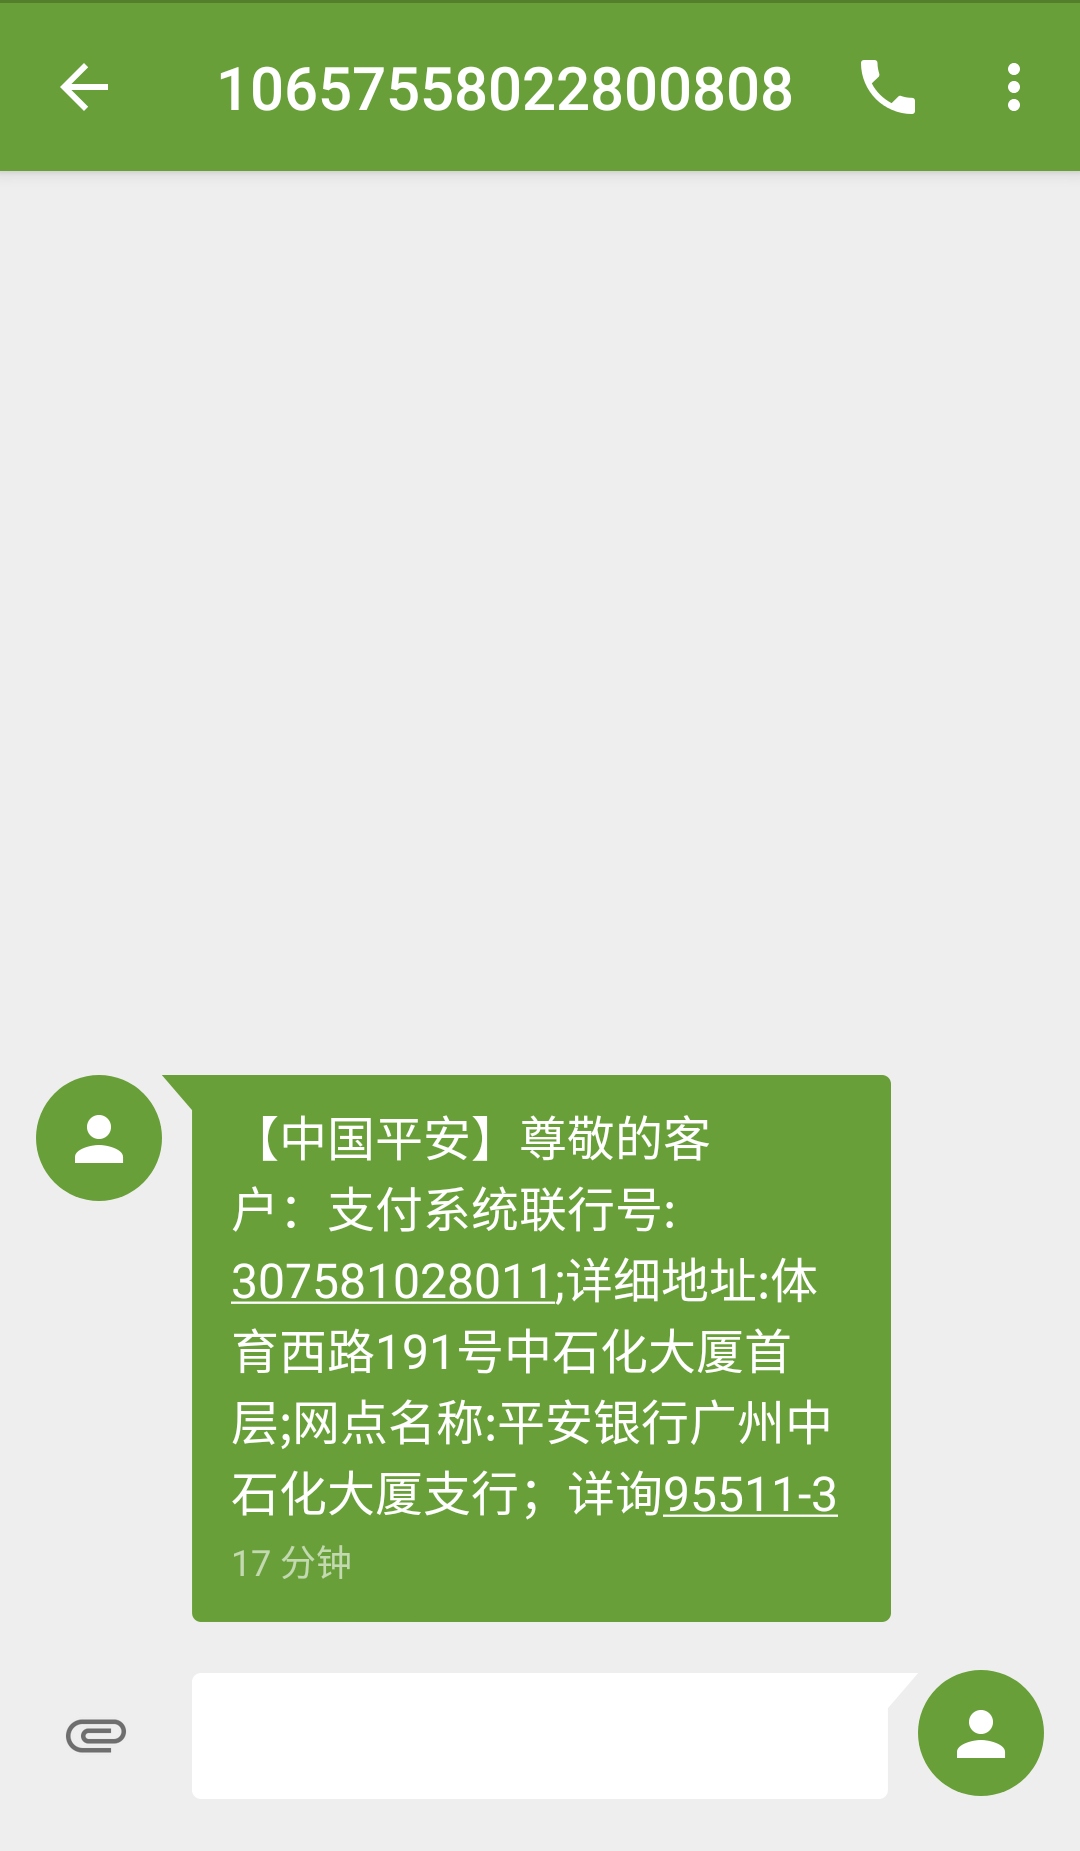 10657558022800808
【中国平安】尊敬的客
户：支付系统联行号:
307581028011;详细地址:体
育西路191号中石化大厦首
层;网点名称:平安银行广州中
石化大厦支行；详询95511-3
17 分钟